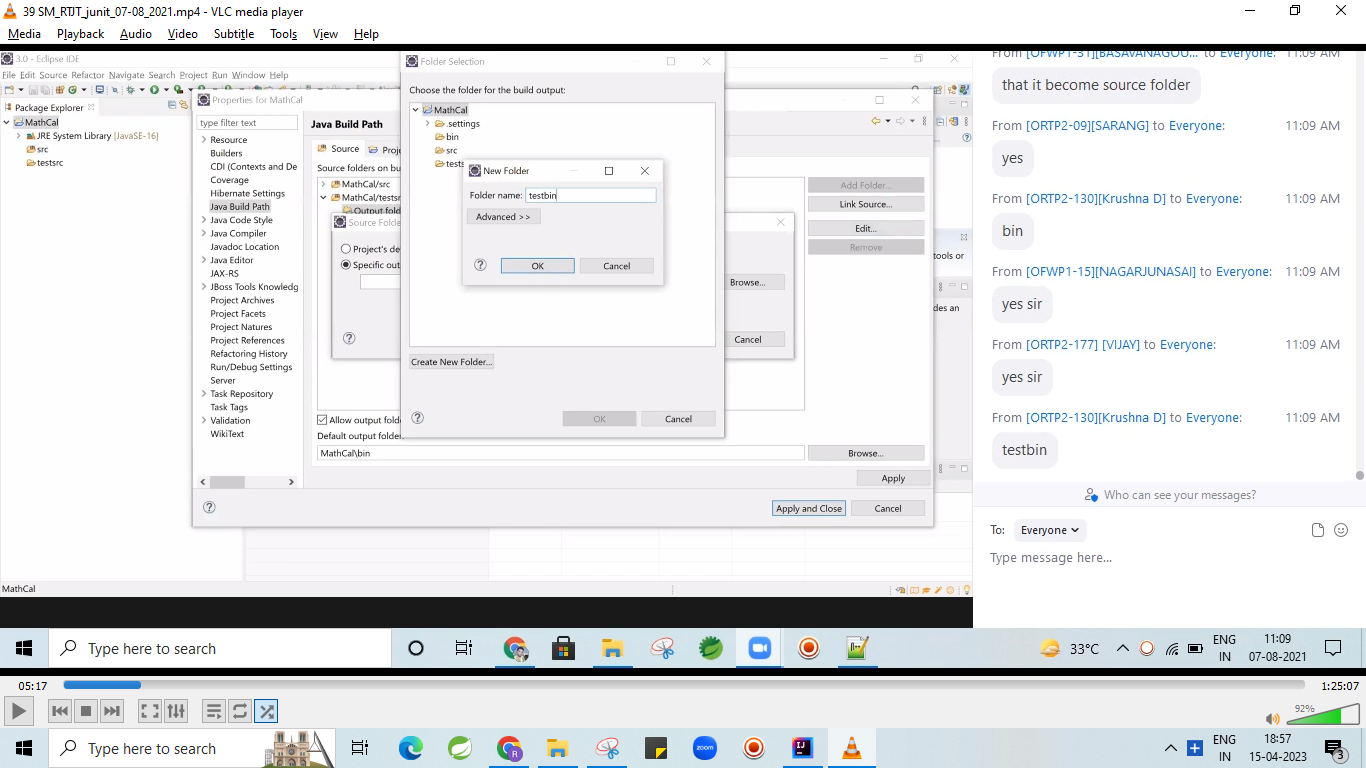 39 SM_RTJT_junit_07-08_2021.mp4 - VLC media player
Media Playback Audio Video Subtitle Tools View Help
3.0 - Eclipse IDE
File Edit Source Refactor Navigate Search Project Run Window Help
Package Explorer
MathCal
JRE System Library [JavaSE-16]
src
testsrc
Properties for MathCal
type filter text
Resource
Builders
CDI (Contexts and De
Coverage
Hibernate Settings
Java Build Path
Java Code Style
Java Compiler
Javadoc Location
Java Editor
JAX-RS
JBoss Tools Knowledg
Project Archives
Project Facets
Project Natures
Project References
Refactoring History
Run/Debug Settings
Server
Task Repository
Task Tags
Validation
WikiText
Java Build Path
Source
Proje
Source folders on bu
MathCal/src
MathCal/testsr
Output fold
Source Folde
Project's de
Specific out
Browse...
Cancel
Allow output folde
Default output folder:
MathCal\bin
Browse...
Add Folder...
Link Source...
Edit...
Remove
Apply
Apply and Close
Cancel
Folder Selection
Choose the folder for the build output:
MathCal
.settings
bin
src
tests
Create New Folder...
OK
Cancel
New Folder
Folder name: testbin
Advanced >>
OK
Cancel
tools or
des an
MathCal
From [OFWP1-31][BASAVANAGOU... to Everyone: 11:09 AM
that it become source folder
From [ORTP2-09][SARANG] to Everyone: 11:09 AM
yes
From [ORTP2-130][Krushna D] to Everyone: 11:09 AM
bin
From [OFWP1-15][NAGARJUNASAI] to Everyone: 11:09 AM
yes sir
From [ORTP2-177] [VIJAY] to Everyone: 11:09 AM
yes sir
From [ORTP2-130][Krushna D] to Everyone: 11:09 AM
testbin
Who can see your messages?
To: Everyone
Type message here...
Type here to search
33°C
ENG
IN
11:09
07-08-2021
05:17
1:25:07
92%
Type here to search
zoom
R
ENG
IN
18:57
15-04-2023
3